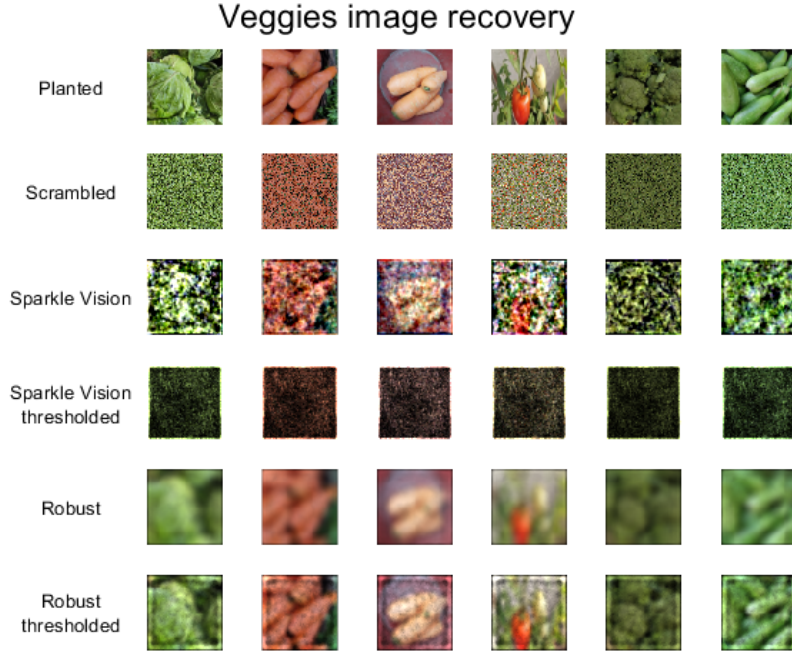 Veggies image recovery
Planted
Scrambled
Sparkle Vision
Sparkle Vision
thresholded
Robust
Robust
thresholded